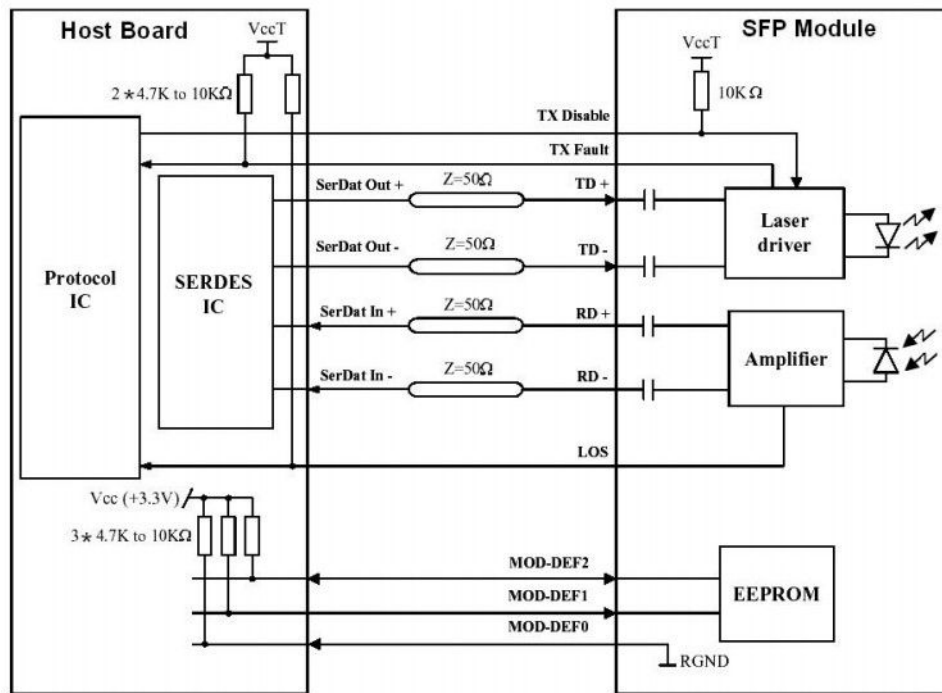 Host Board
SFP Module
VccT
VccT
2*4.7K to 10KΩ
10KΩ
TX Disable
TX Fault
SerDat Out +
Z=50Ω
TD +
Laser
driver
SerDat Out -
Z=50Ω
TD -
Protocol
IC
SERDES
IC
SerDat In +
Z=50Ω
RD +
Amplifier
SerDat In -
Z=50Ω
RD -
LOS
Vcc (+3.3V)
3*4.7K to 10KΩ
MOD-DEF2
MOD-DEF1
MOD-DEF0
EEPROM
RGND